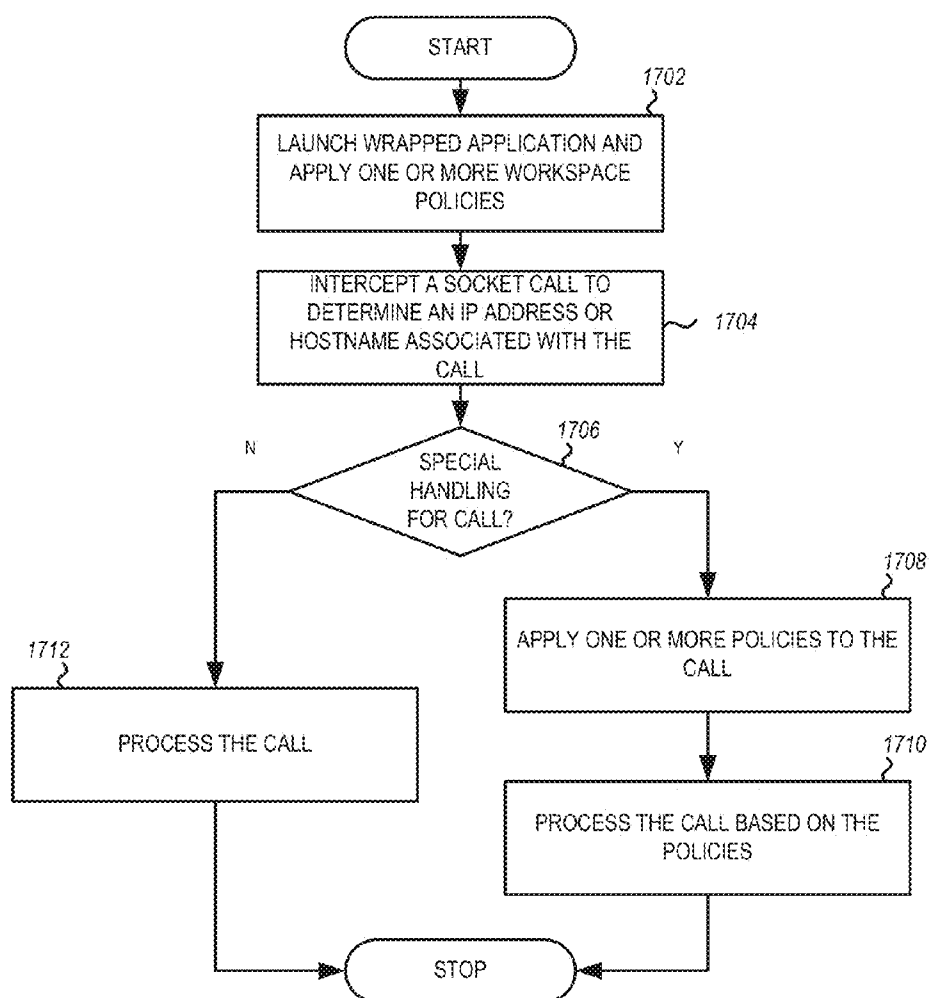 START
1702
LAUNCH WRAPPED APPLICATION AND
APPLY ONE OR MORE WORKSPACE
POLICIES
INTERCEPT A SOCKET CALL TO
DETERMINE AN IP ADDRESS OR
HOSTNAME ASSOCIATED WITH THE
CALL
1704
1706
N
Y
SPECIAL
HANDLING
FOR CALL?
1708
APPLY ONE OR MORE POLICIES TO THE
CALL
1712
PROCESS THE CALL
1710
PROCESS THE CALL BASED ON THE
POLICIES
STOP